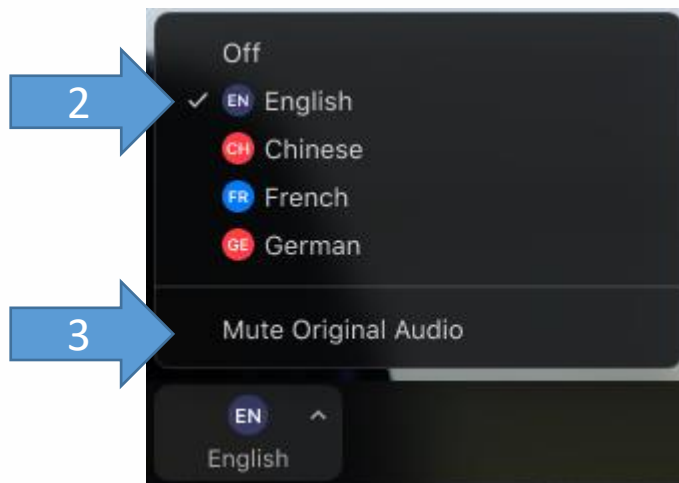 Off
2
EN English
CH Chinese
FR French
GE German
3
Mute Original Audio
EN
English